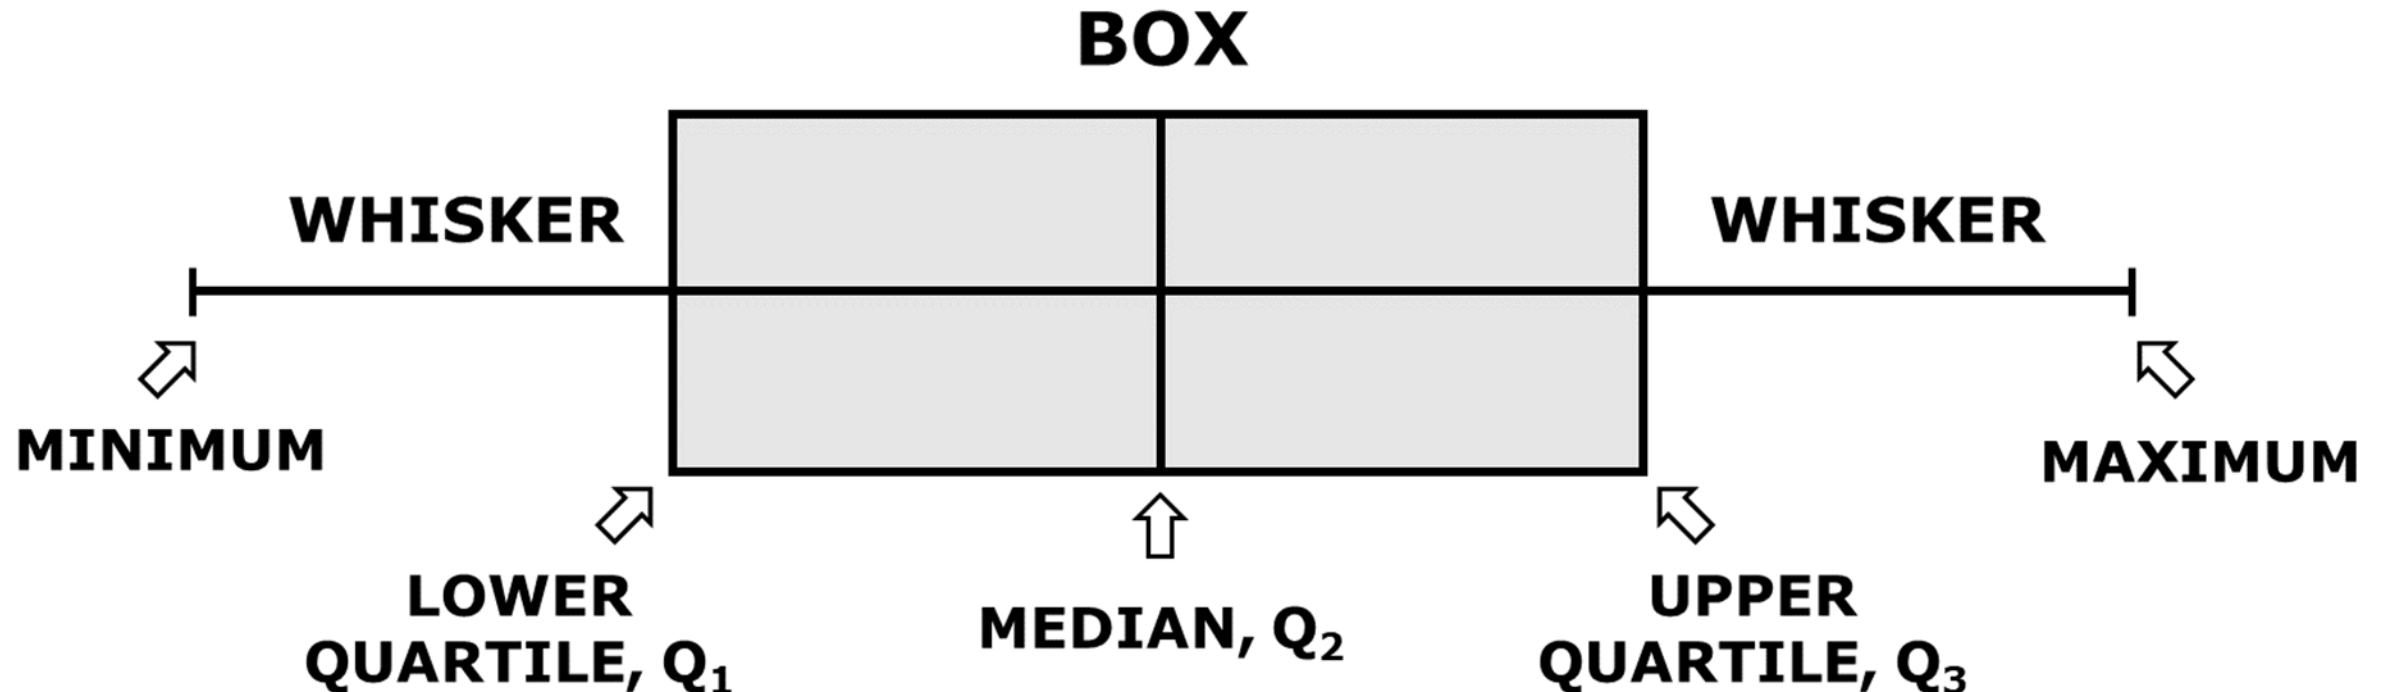 BOX
WHISKER
WHISKER
MINIMUM
MAXIMUM
LOWER
QUARTILE, Q₁
MEDIAN, Q₂
UPPER
QUARTILE, Q₃